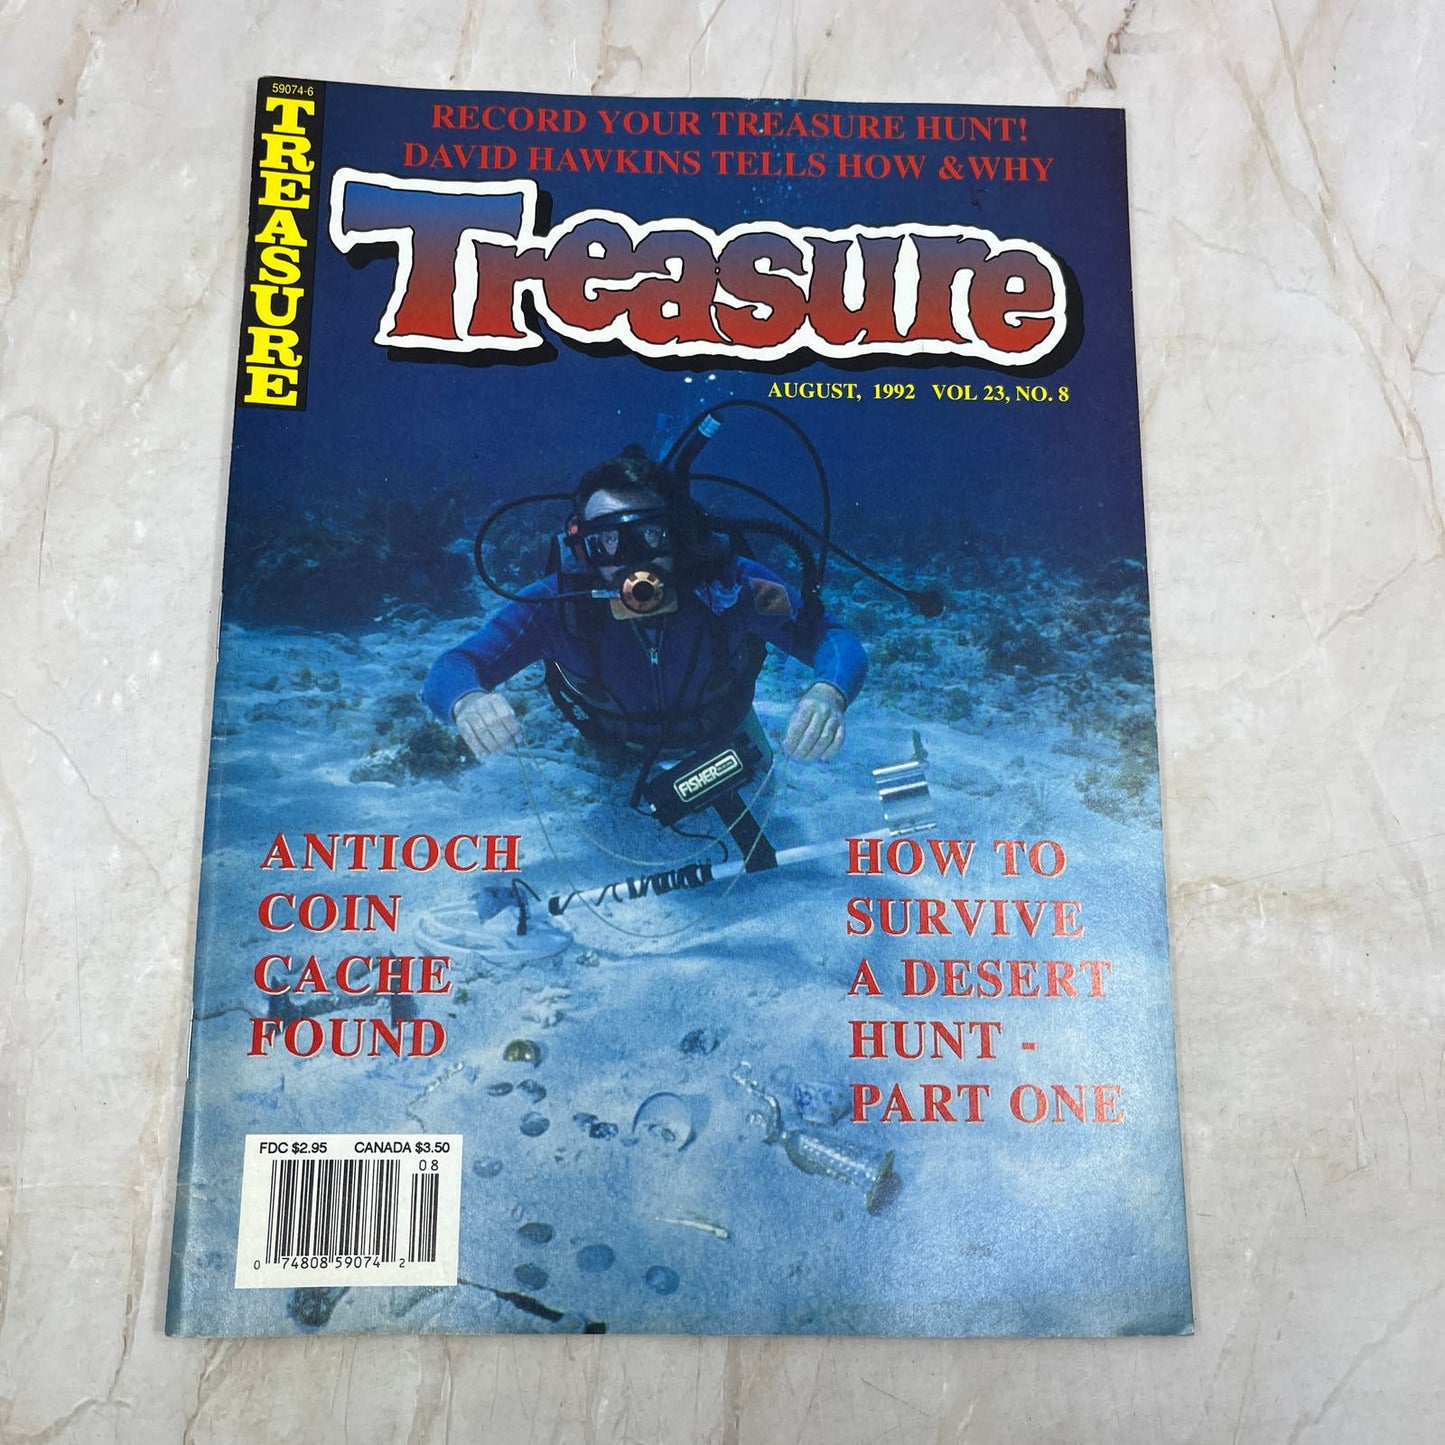 59074-6
TREASURE
RECORD YOUR TREASURE HUNT!
DAVID HAWKINS TELLS HOW & WHY
Treasure
AUGUST, 1992 VOL 23, NO. 8
FISHER
ANTIOCH
COIN
CACHE
FOUND
HOW TO
SURVIVE
A DESERT
HUNT -
PART ONE
FDC $2.95 CANADA $3.50
08
0 74808 59074 2